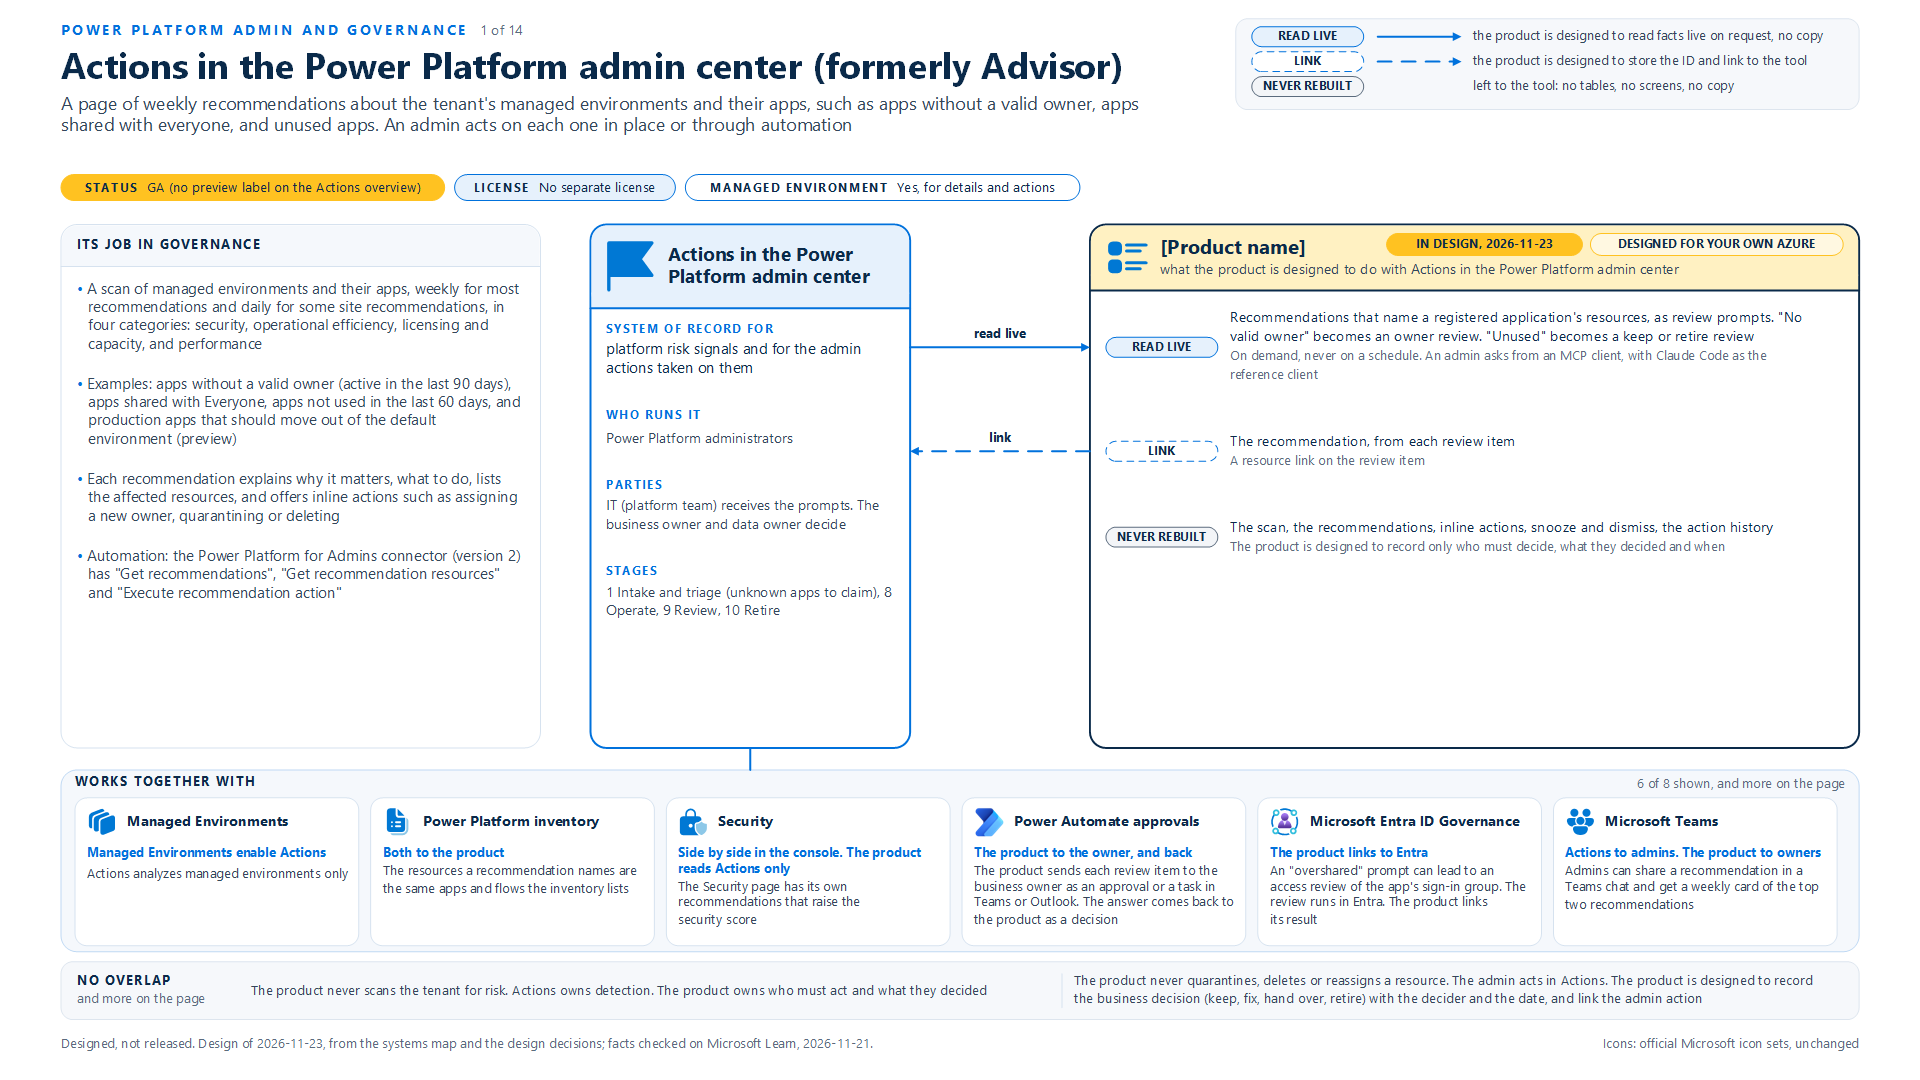 POWER PLATFORM ADMIN AND GOVERNANCE 1 of 14
Actions in the Power Platform admin center (formerly Advisor)
A page of weekly recommendations about the tenant's managed environments and their apps, such as apps without a valid owner, apps
shared with everyone, and unused apps. An admin acts on each one in place or through automation
READ LIVE the product is designed to read facts live on request, no copy
LINK the product is designed to store the ID and link to the tool
NEVER REBUILT left to the tool: no tables, no screens, no copy
STATUS GA (no preview label on the Actions overview)
LICENSE No separate license
MANAGED ENVIRONMENT Yes, for details and actions
ITS JOB IN GOVERNANCE
• A scan of managed environments and their apps, weekly for most
recommendations and daily for some site recommendations, in
four categories: security, operational efficiency, licensing and
capacity, and performance
• Examples: apps without a valid owner (active in the last 90 days),
apps shared with Everyone, apps not used in the last 60 days, and
production apps that should move out of the default
environment (preview)
• Each recommendation explains why it matters, what to do, lists
the affected resources, and offers inline actions such as assigning
a new owner, quarantining or deleting
• Automation: the Power Platform for Admins connector (version 2)
has "Get recommendations", "Get recommendation resources"
and "Execute recommendation action"
Actions in the Power
Platform admin center
SYSTEM OF RECORD FOR
platform risk signals and for the admin
actions taken on them
WHO RUNS IT
Power Platform administrators
PARTIES
IT (platform team) receives the prompts. The
business owner and data owner decide
STAGES
1 Intake and triage (unknown apps to claim), 8
Operate, 9 Review, 10 Retire
read live
link
[Product name]
IN DESIGN, 2026-11-23
DESIGNED FOR YOUR OWN AZURE
what the product is designed to do with Actions in the Power Platform admin center
READ LIVE
Recommendations that name a registered application's resources, as review prompts. "No
valid owner" becomes an owner review. "Unused" becomes a keep or retire review
On demand, never on a schedule. An admin asks from an MCP client, with Claude Code as the
reference client
LINK
The recommendation, from each review item
A resource link on the review item
NEVER REBUILT
The scan, the recommendations, inline actions, snooze and dismiss, the action history
The product is designed to record only who must decide, what they decided and when
WORKS TOGETHER WITH
6 of 8 shown, and more on the page
Managed Environments
Managed Environments enable Actions
Actions analyzes managed environments only
Power Platform inventory
Both to the product
The resources a recommendation names are
the same apps and flows the inventory lists
Security
Side by side in the console. The product
reads Actions only
The Security page has its own
recommendations that raise the
security score
Power Automate approvals
The product to the owner, and back
The product sends each review item to the
business owner as an approval or a task in
Teams or Outlook. The answer comes back to
the product as a decision
Microsoft Entra ID Governance
The product links to Entra
An "overshared" prompt can lead to an
access review of the app's sign-in group. The
review runs in Entra. The product links
its result
Microsoft Teams
Actions to admins. The product to owners
Admins can share a recommendation in a
Teams chat and get a weekly card of the top
two recommendations
NO OVERLAP
and more on the page
The product never scans the tenant for risk. Actions owns detection. The product owns who must act and what they decided
The product never quarantines, deletes or reassigns a resource. The admin acts in Actions. The product is designed to record
the business decision (keep, fix, hand over, retire) with the decider and the date, and link the admin action
Designed, not released. Design of 2026-11-23, from the systems map and the design decisions; facts checked on Microsoft Learn, 2026-11-21.
Icons: official Microsoft icon sets, unchanged